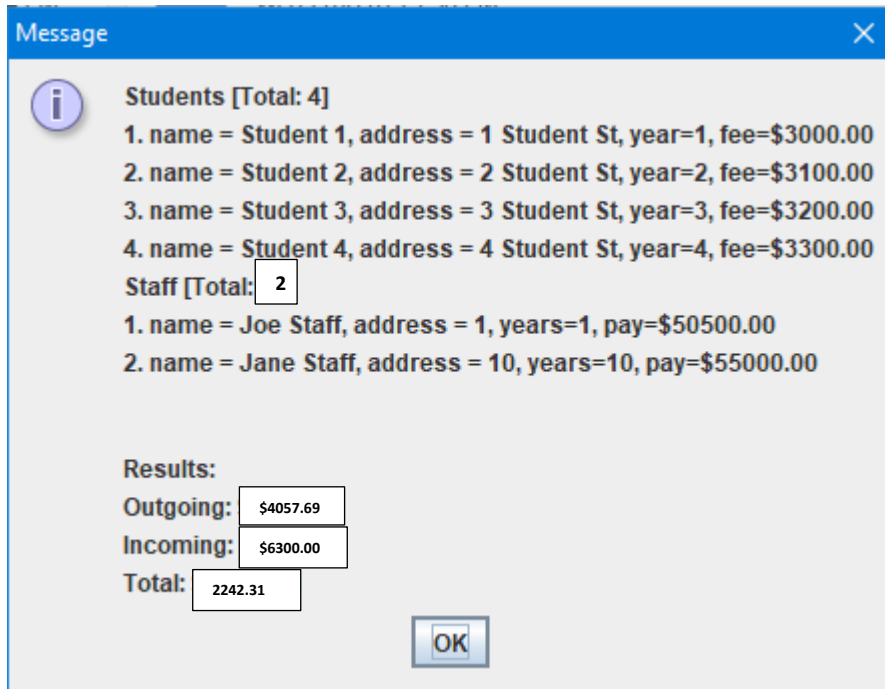 Message
Students [Total: 4]
1. name = Student 1, address = 1 Student St, year=1, fee=$3000.00
2. name = Student 2, address = 2 Student St, year=2, fee=$3100.00
3. name = Student 3, address = 3 Student St, year=3, fee=$3200.00
4. name = Student 4, address = 4 Student St, year=4, fee=$3300.00
Staff [Total: 2
1. name = Joe Staff, address = 1, years=1, pay=$50500.00
2. name = Jane Staff, address = 10, years=10, pay=$55000.00
Results:
Outgoing: $4057.69
Incoming: $6300.00
Total: 2242.31
OK